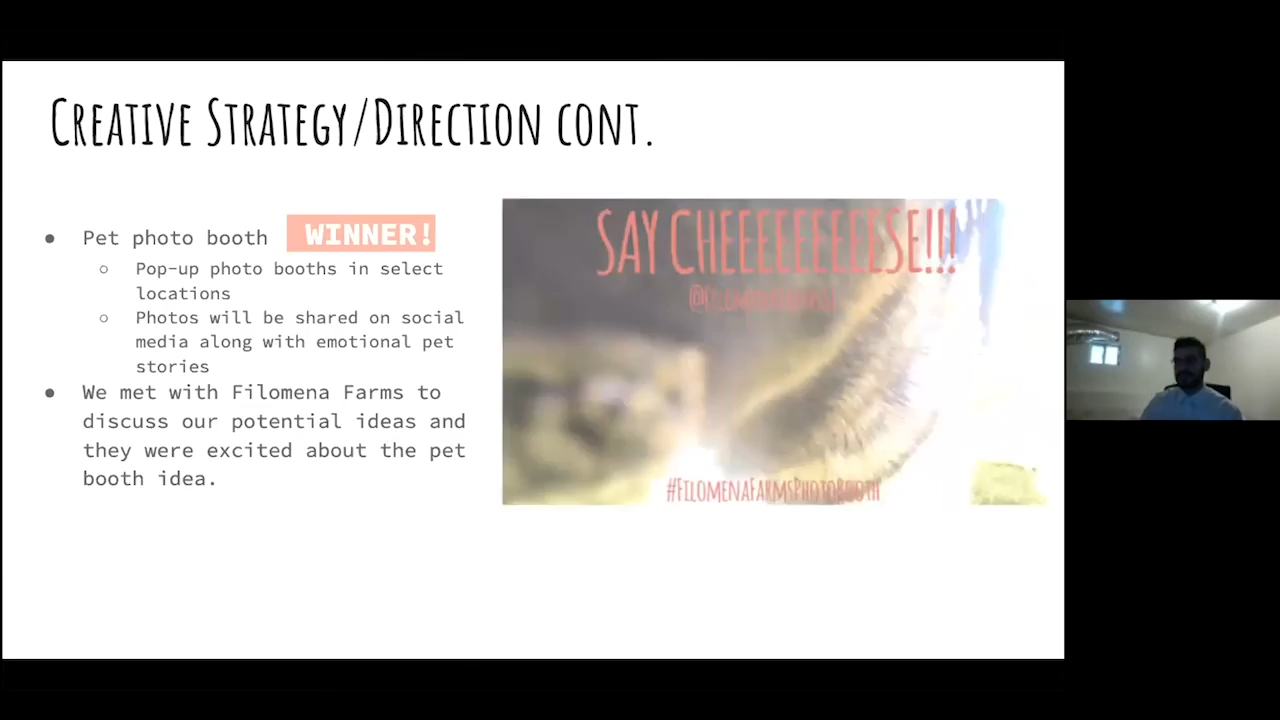 CREATIVE STRATEGY/DIRECTION CONT.
● Pet photo booth WINNER!
○ Pop-up photo booths in select
locations
○ Photos will be shared on social
media along with emotional pet
stories
● We met with Filomena Farms to
discuss our potential ideas and
they were excited about the pet
booth idea.
SAY CHEEEEEEEEESE!!!
#FILOMENAFARMSPHOTOBOOTH